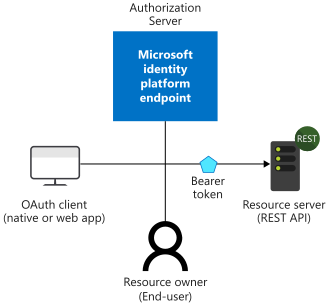 Authorization
Server
Microsoft
identity
platform
endpoint
REST
Bearer
token
OAuth client
(native or web app)
Resource server
(REST API)
Resource owner
(End-user)